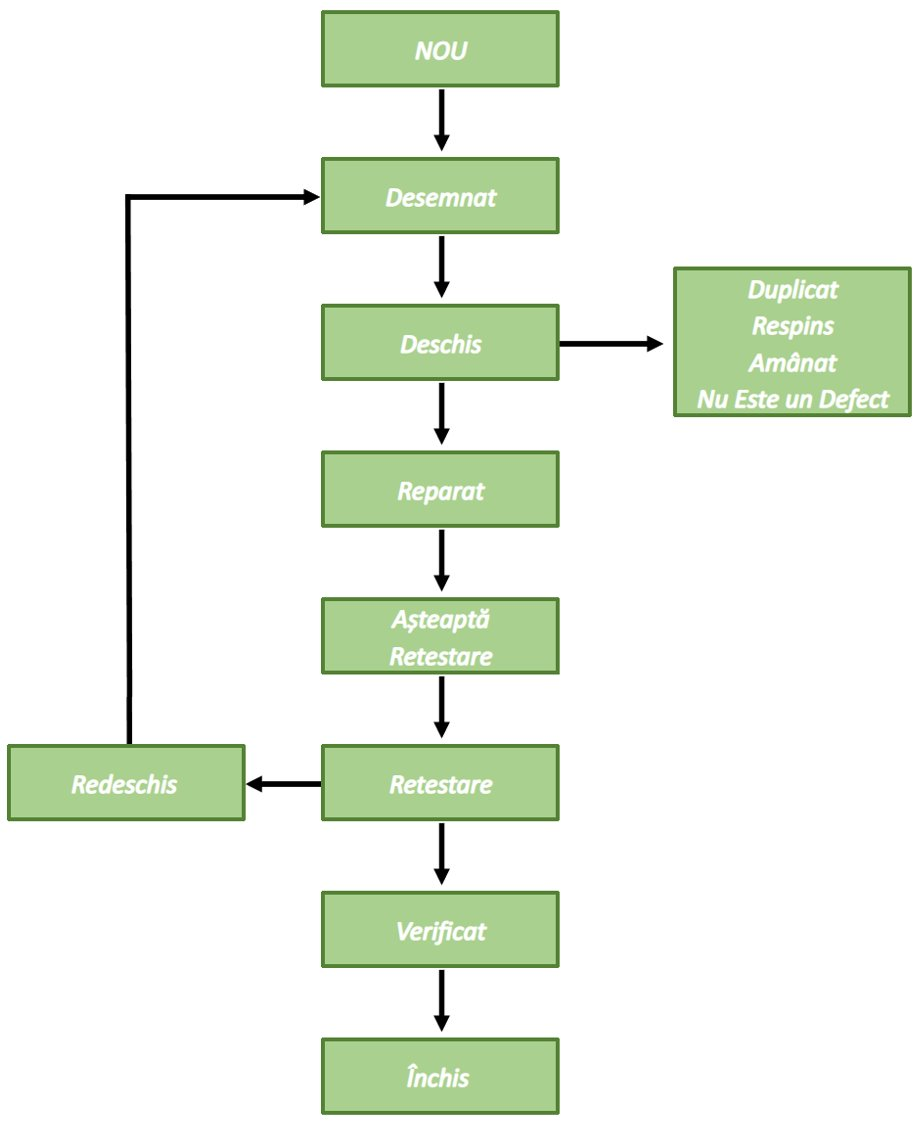 NOU
Desemnat
Deschis
Duplicat
Respins
Amânat
Nu Este un Defect
Reparat
Așteaptă
Retestare
Redeschis
Retestare
Verificat
Închis